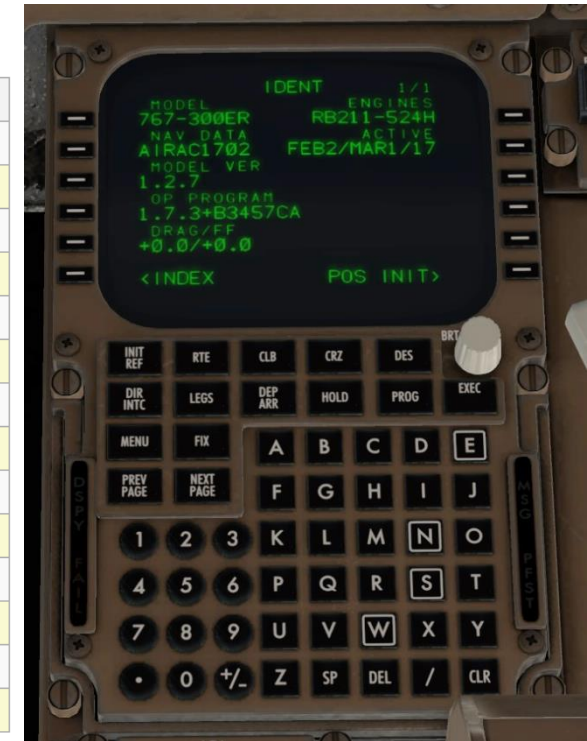 IDENT 1/1
MODEL ENGINES
767-300ER RB211-524H
NAV DATA ACTIVE
AIRAC1702 FEB2/MAR1/17
MODEL VER
1.2.7
OP PROGRAM
1.7.3+B3457CA
DRAG/FF
+0.0/+0.0
<INDEX POS INIT>
BRT
INIT REF RTE CLB CRZ DES
DIR INTC LEGS DEP ARR HOLD PROG EXEC
MENU FIX A B C D E
PREV PAGE NEXT PAGE F G H I J
1 2 3 K L M N O
4 5 6 P Q R S T
7 8 9 U V W X Y
. 0 +/- Z SP DEL / CLR
DSPY FAIL
MSG PFST